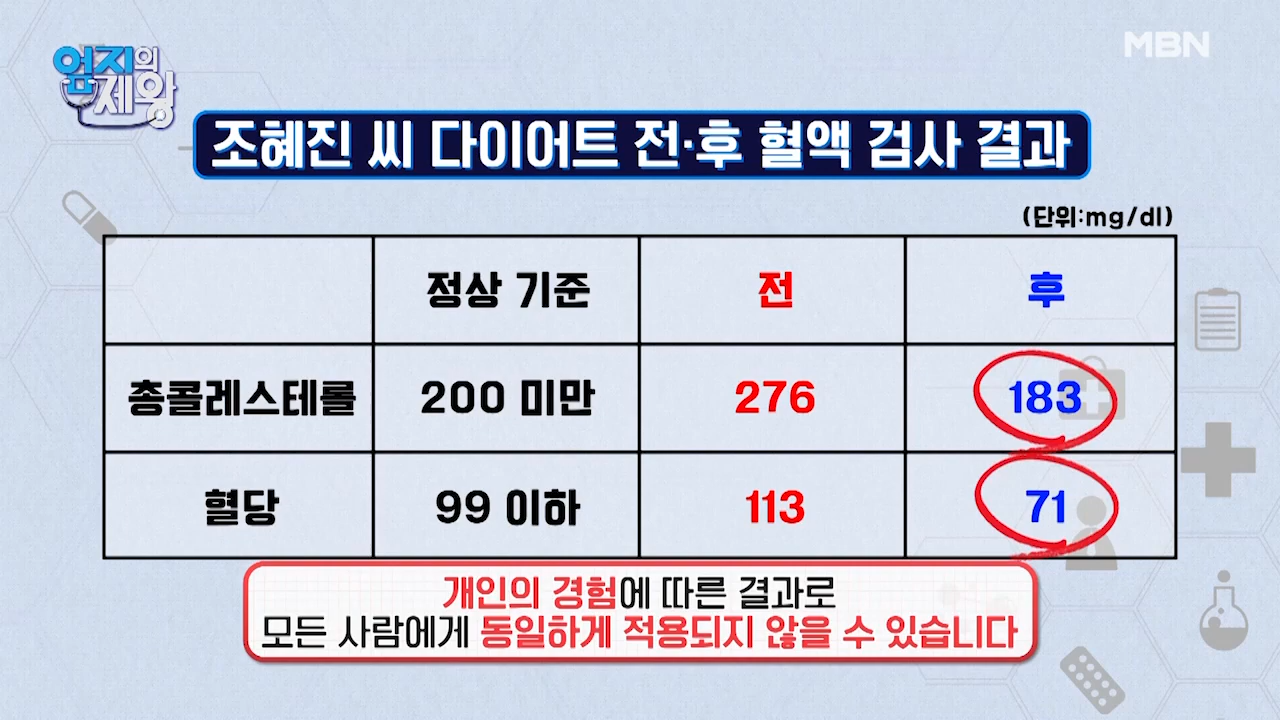 엄지의 제왕
MBN
조혜진 씨 다이어트 전·후 혈액 검사 결과
(단위:mg/dl)
정상 기준 전 후
총콜레스테롤 200 미만 276 183
혈당 99 이하 113 71
개인의 경험에 따른 결과로
모든 사람에게 동일하게 적용되지 않을 수 있습니다